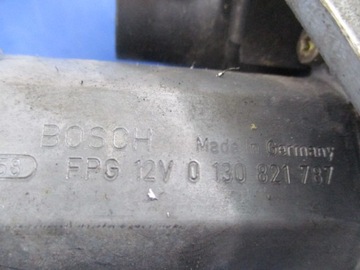 BOSCH Made in Germany
FPG 12V 0 130 821 787